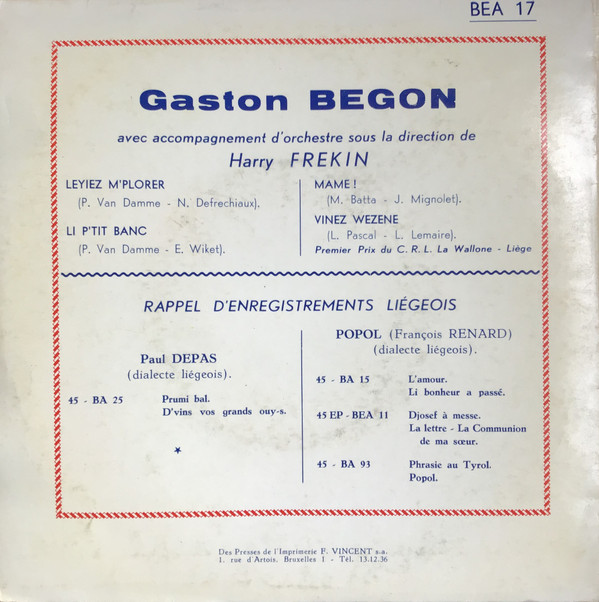 BEA 17
Gaston BEGON
avec accompagnement d'orchestre sous la direction de
Harry FREKIN
LEYIEZ M'PLORER
(P. Van Damme - N. Defrechiaux).
LI P'TIT BANC
(P. Van Damme - E. Wiket).
MAME !
(M. Batta - J. Mignolet).
VINEZ WEZENE
(L. Pascal - L. Lemaire).
Premier Prix du C. R. L. La Wallone - Liège
RAPPEL D'ENREGISTREMENTS LIÉGEOIS
Paul DEPAS
(dialecte liégeois).
45 - BA 25 Prumi bal.
D'vins vos grands ouy-s.
POPOL (François RENARD)
(dialecte liégeois).
45 - BA 15 L'amour.
Li bonheur a passé.
45 EP - BEA 11 Djosef à messe.
La lettre - La Communion
de ma sœur.
45 - BA 93 Phrasie au Tyrol.
Popol.
Des Presses de l'Imprimerie F. VINCENT s.a.
1, rue d'Artois, Bruxelles 1 - Tél. 13.12.36